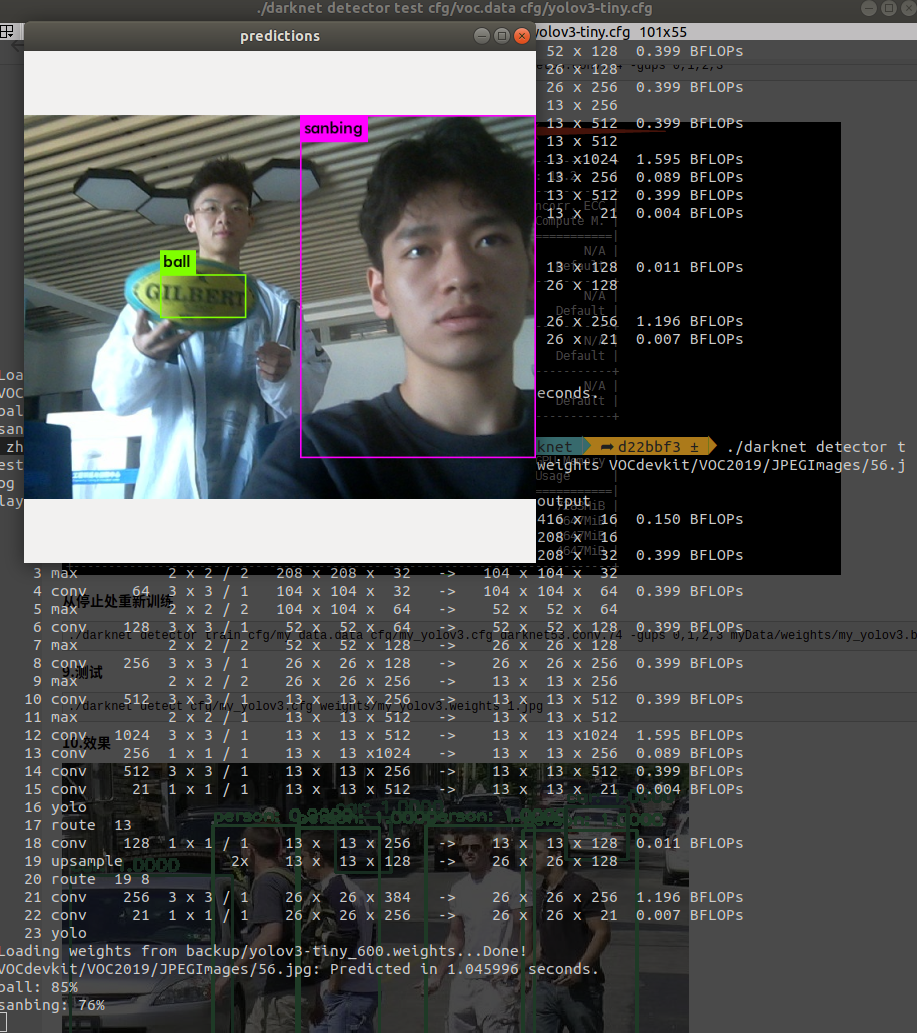 ./darknet detector test cfg/voc.data cfg/yolov3-tiny.cfg
yolov3-tiny.cfg 101x55
predictions
52 x 128 0.399 BFLOPs
26 x 128
26 x 256 0.399 BFLOPs
13 x 256
13 x 512 0.399 BFLOPs
13 x 512
13 x1024 1.595 BFLOPs
13 x 256 0.089 BFLOPs
13 x 512 0.399 BFLOPs
13 x 21 0.004 BFLOPs
13 x 128 0.011 BFLOPs
26 x 128
26 x 256 1.196 BFLOPs
26 x 21 0.007 BFLOPs
sanbing
ball
GILBERT
Loa
VOC
econds.
bal
san
zh
knet ➦ d22bbf3 ± ./darknet detector t
est
weights VOCdevkit/VOC2019/JPEGImages/56.j
pg
lay
output
416 x 16 0.150 BFLOPs
208 x 16
208 x 32 0.399 BFLOPs
3 max 2 x 2 / 2 208 x 208 x 32 -> 104 x 104 x 32
4 conv 64 3 x 3 / 1 104 x 104 x 32 -> 104 x 104 x 64 0.399 BFLOPs
从停止处重新训练
5 max 2 x 2 / 2 104 x 104 x 64 -> 52 x 52 x 64
6 conv 128 3 x 3 / 1 52 x 52 x 64 -> 52 x 52 x 128 0.399 BFLOPs
./darknet detector train cfg/my_data.data cfg/my_yolov3.cfg darknet53.conv.74 -gups 0,1,2,3 myData/weights/my_yolov3.b
7 max 2 x 2 / 2 52 x 52 x 128 -> 26 x 26 x 128
8 conv 256 3 x 3 / 1 26 x 26 x 128 -> 26 x 26 x 256 0.399 BFLOPs
9.测试
9 max 2 x 2 / 2 26 x 26 x 256 -> 13 x 13 x 256
10 conv 512 3 x 3 / 1 13 x 13 x 256 -> 13 x 13 x 512 0.399 BFLOPs
./darknet detect cfg/my_yolov3.cfg weights/my_yolov3.weights 1.jpg
11 max 2 x 2 / 1 13 x 13 x 512 -> 13 x 13 x 512
12 conv 1024 3 x 3 / 1 13 x 13 x 512 -> 13 x 13 x1024 1.595 BFLOPs
10.效果
13 conv 256 1 x 1 / 1 13 x 13 x1024 -> 13 x 13 x 256 0.089 BFLOPs
14 conv 512 3 x 3 / 1 13 x 13 x 256 -> 13 x 13 x 512 0.399 BFLOPs
15 conv 21 1 x 1 / 1 13 x 13 x 512 -> 13 x 13 x 21 0.004 BFLOPs
16 yolo
17 route 13
18 conv 128 1 x 1 / 1 13 x 13 x 256 -> 13 x 13 x 128 0.011 BFLOPs
19 upsample 2x 13 x 13 x 128 -> 26 x 26 x 128
20 route 19 8
21 conv 256 3 x 3 / 1 26 x 26 x 384 -> 26 x 26 x 256 1.196 BFLOPs
22 conv 21 1 x 1 / 1 26 x 26 x 256 -> 26 x 26 x 21 0.007 BFLOPs
23 yolo
Loading weights from backup/yolov3-tiny_600.weights...Done!
VOCdevkit/VOC2019/JPEGImages/56.jpg: Predicted in 1.045996 seconds.
ball: 85%
sanbing: 76%